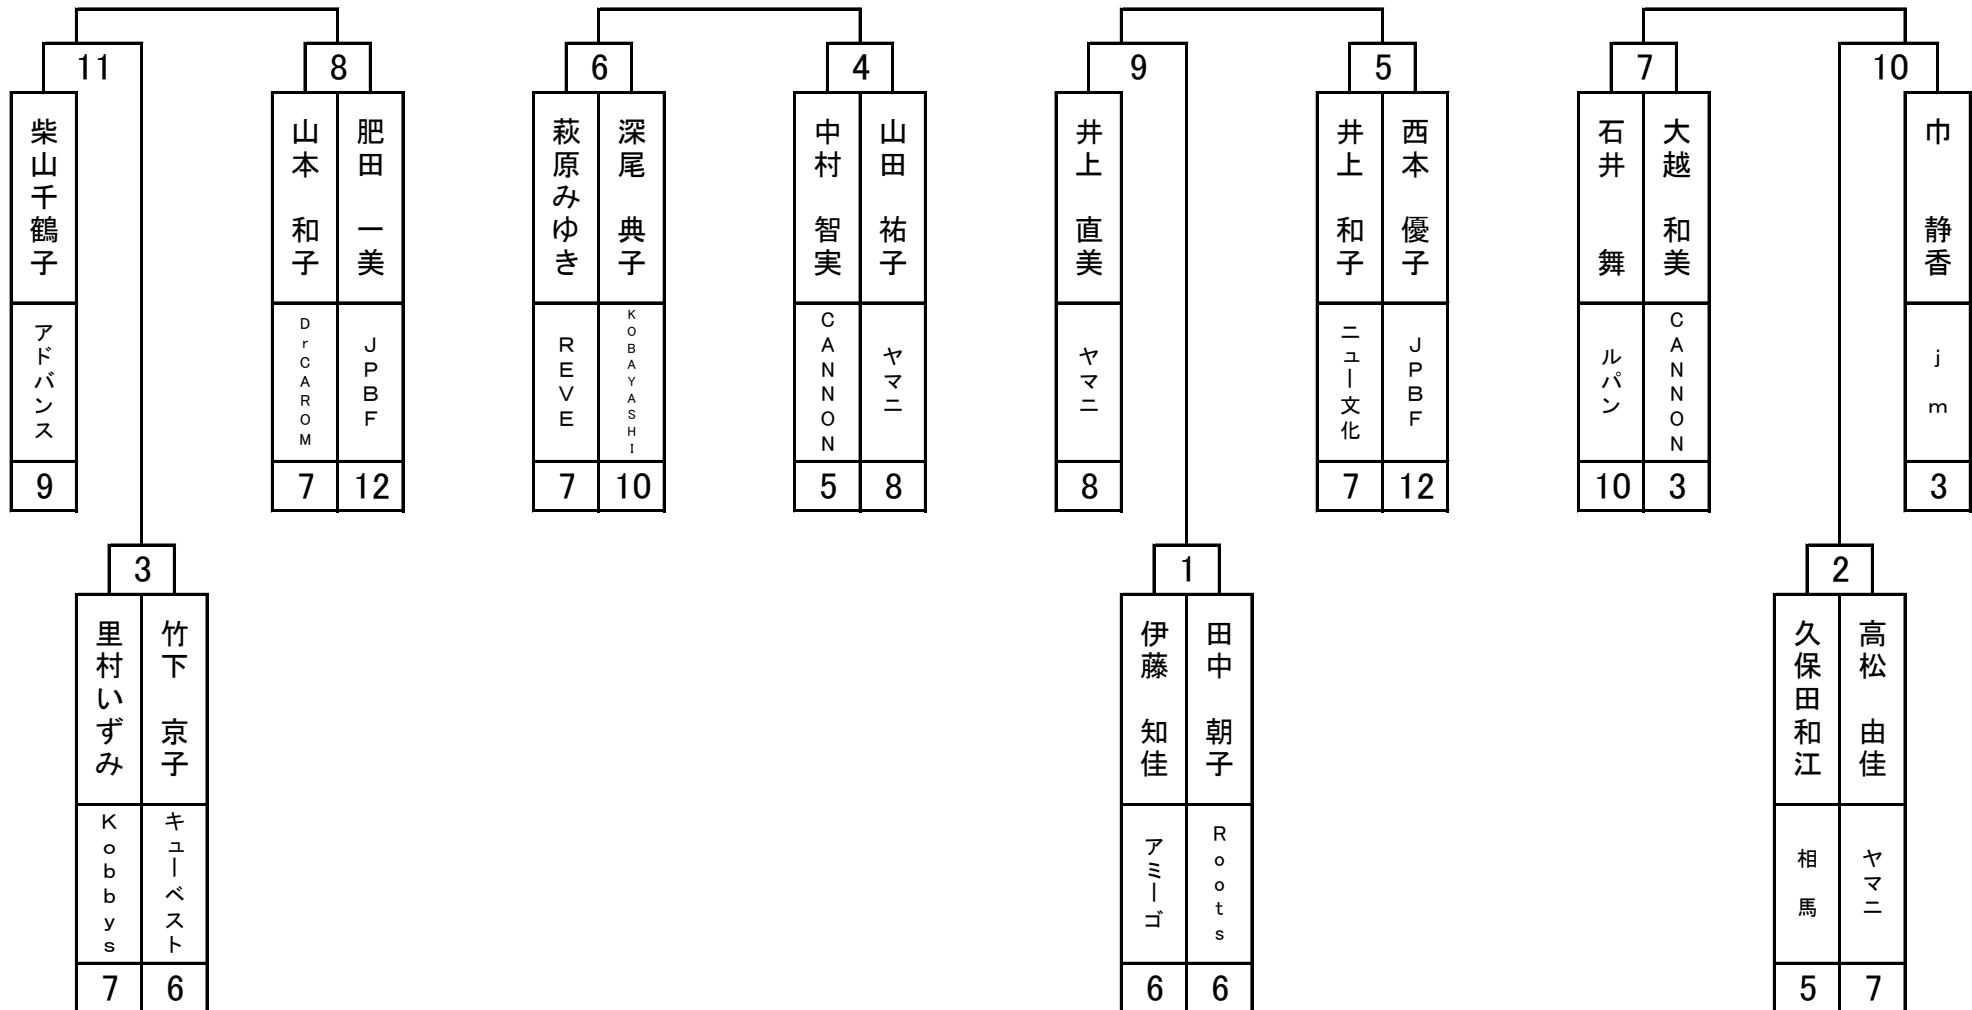 11
8
6
4
9
5
7
10
柴山千鶴子
アドバンス
9
山本 和子
DrCAROM
7
肥田 一美
JPBF
12
萩原みゆき
REVE
7
深尾 典子
KOBAYASHI
10
中村 智実
CANNON
5
山田 祐子
ヤマニ
8
井上 直美
ヤマニ
8
井上 和子
ニュー文化
7
西本 優子
JPBF
12
石井 舞
ルパン
10
大越 和美
CANNON
3
巾 静香
jm
3
3
里村いずみ
Kobbys
7
竹下 京子
キューベスト
6
1
伊藤 知佳
アミーゴ
6
田中 朝子
Roots
6
2
久保田和江
相馬
5
高松 由佳
ヤマニ
7